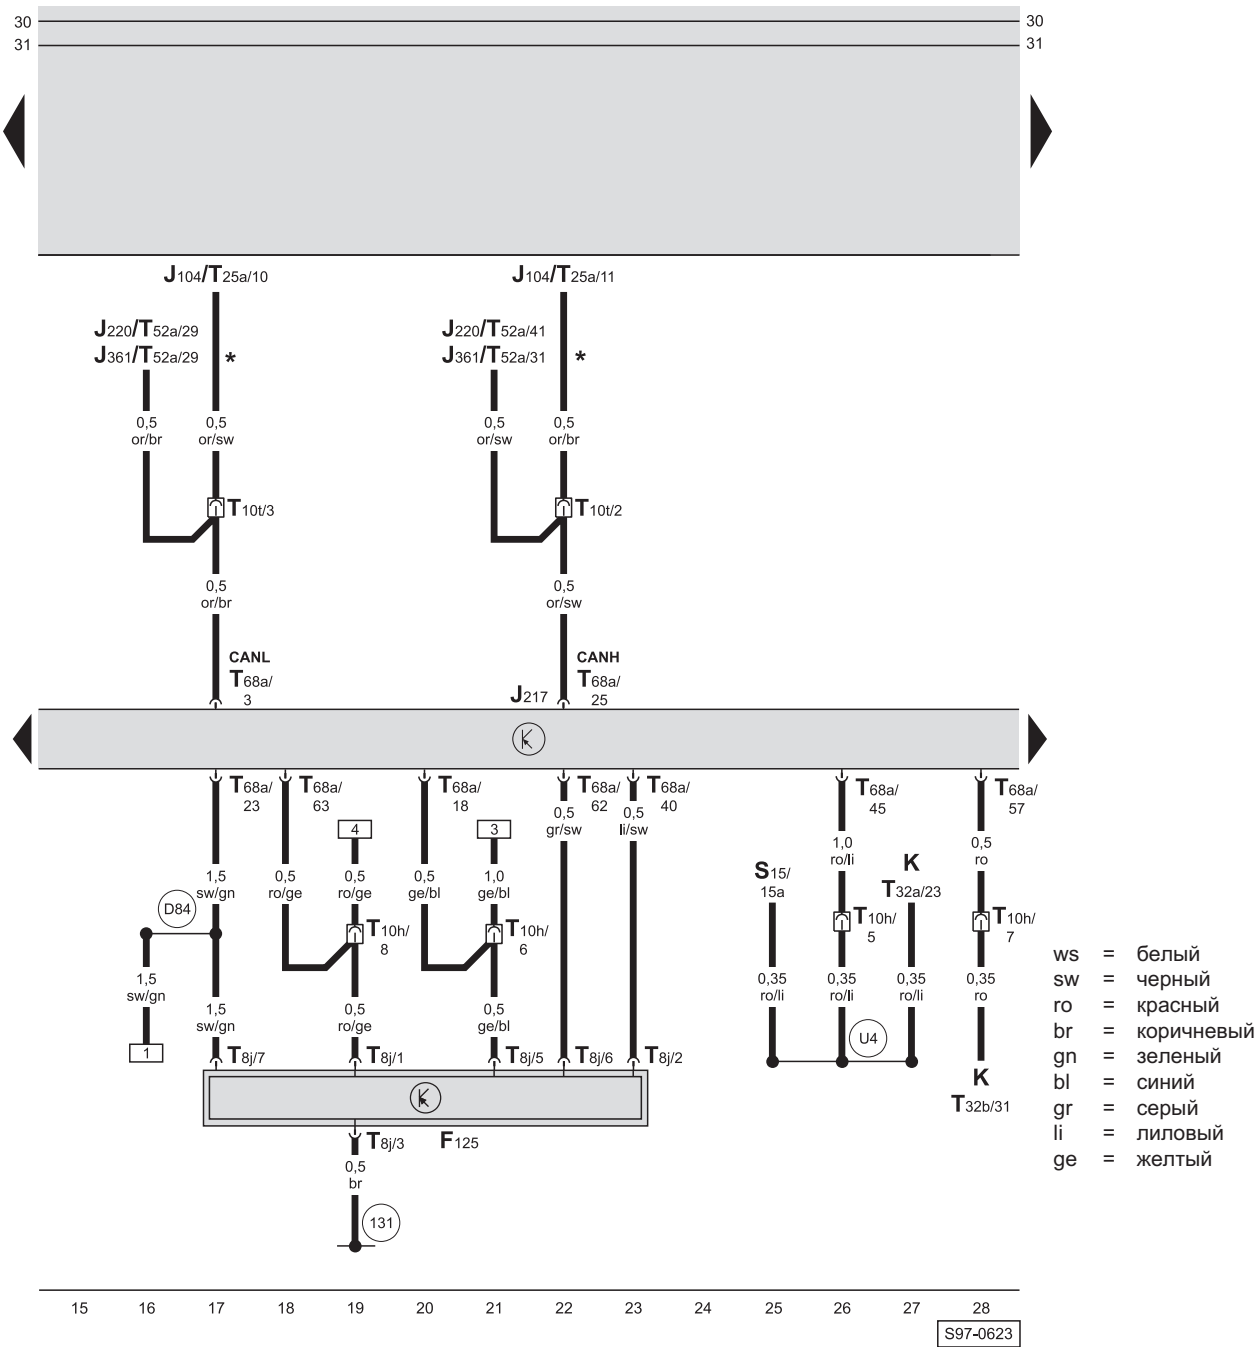 30 30
31 31
J104/T25a/10 J104/T25a/11
J220/T52a/29 J220/T52a/41
J361/T52a/29 * J361/T52a/31 *
0,5 0,5 0,5 0,5
or/br or/sw or/sw or/br
T10t/3 T10t/2
0,5 0,5
or/br or/sw
CANL CANH
T68a/ T68a/
3 J217 25
T68a/ T68a/ T68a/ T68a/ T68a/ T68a/ T68a/
23 63 18 62 40 45 57
0,5 0,5
gr/sw li/sw
4 3
1,0 0,5
ro/li ro
1,5 0,5 0,5 0,5 1,0
sw/gn ro/ge ro/ge ge/bl ge/bl
S15/ K
15a T32a/23
D84
T10h/ T10h/ T10h/ T10h/
8 6 5 7
1,5 0,35 0,35 0,35 0,35
sw/gn ro/li ro/li ro/li ro
1,5 0,5 0,5
sw/gn ro/ge ge/bl
U4
1
T8j/7 T8j/1 T8j/5 T8j/6 T8j/2
K
T32b/31
T8j/3 F125
0,5
br
131
ws = белый
sw = черный
ro = красный
br = коричневый
gn = зеленый
bl = синий
gr = серый
li = лиловый
ge = желтый
15 16 17 18 19 20 21 22 23 24 25 26 27 28
S97-0623